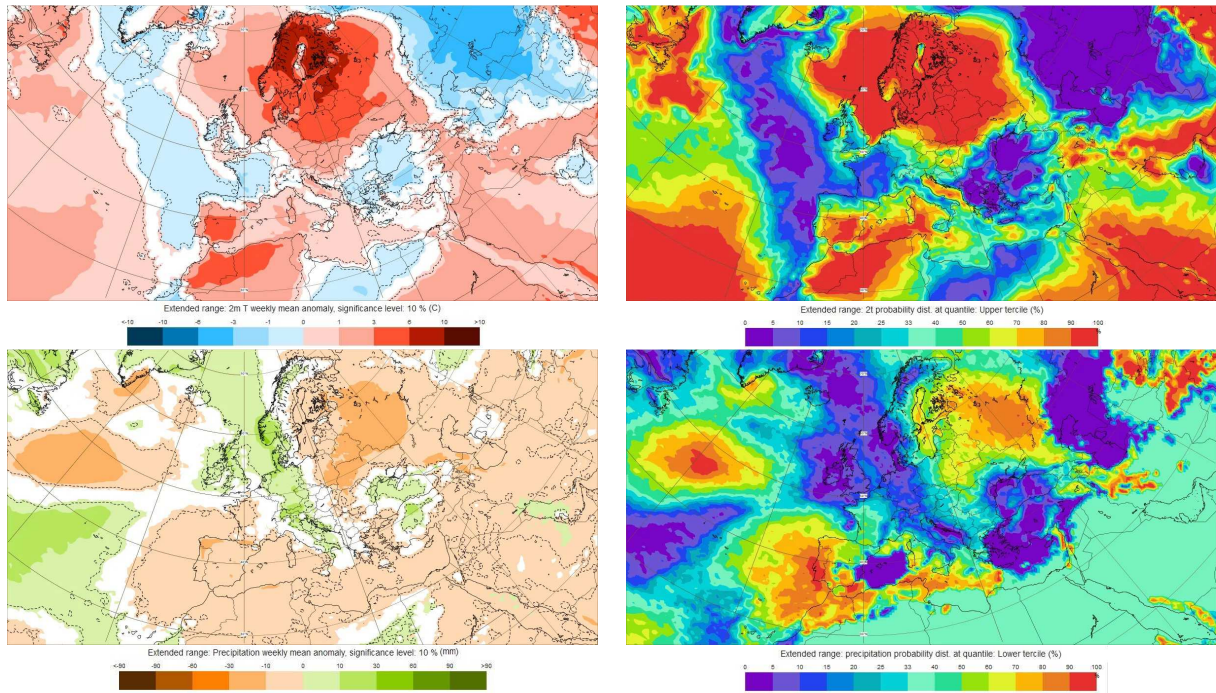 Extended range: 2m T weekly mean anomaly, significance level: 10 % (C)
<-10 -10 -6 -3 -1 0 1 3 6 10 >10
Extended range: 2t probability dist. at quantile: Upper tercile (%)
0 5 10 15 20 33 40 50 60 70 80 90 100
%
Extended range: Precipitation weekly mean anomaly, significance level: 10 % (mm)
<-90 -90 -60 -30 -10 0 10 30 60 90 >90
Extended range: precipitation probability dist. at quantile: Lower tercile (%)
0 5 10 15 20 33 40 50 60 70 80 90 100
%